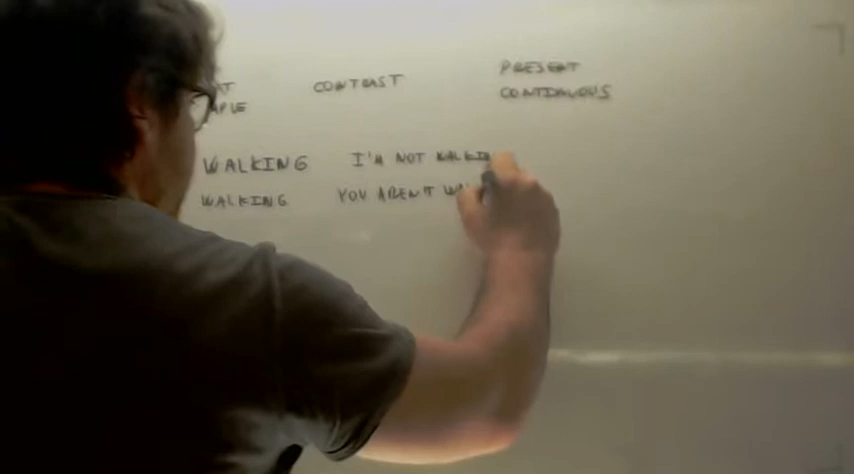 CONTRAST
PRESENT
CONTINUOUS
WALKING I'M NOT
WALKING YOU AREN'T